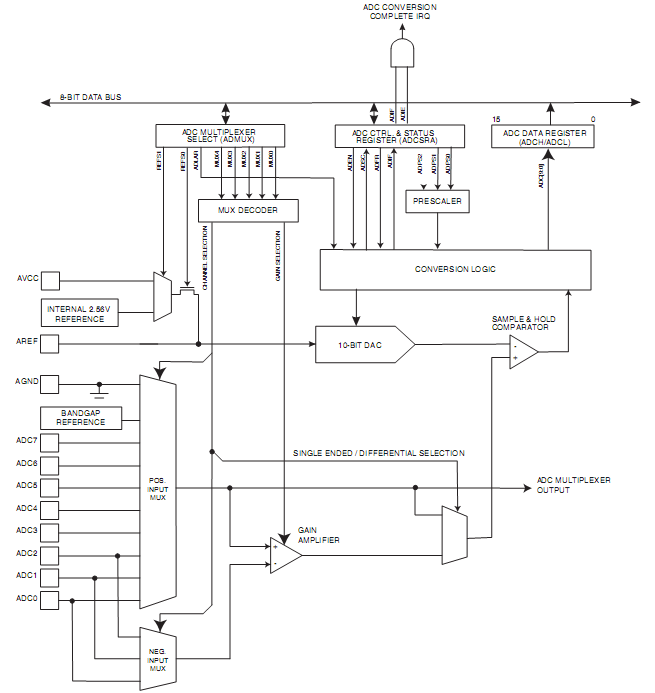 ADC CONVERSION
COMPLETE IRQ
8-BIT DATA BUS
ADIF
ADIE
15
0
ADC MULTIPLEXER
SELECT (ADMUX)
ADC CTRL. & STATUS
REGISTER (ADCSRA)
ADC DATA REGISTER
(ADCH/ADCL)
REFS1
REFS0
ADLAR
MUX4
MUX3
MUX2
MUX1
MUX0
ADEN
ADSC
ADFR
ADIF
ADPS2
ADPS1
ADPS0
ADC[9:0]
MUX DECODER
PRESCALER
CHANNEL SELECTION
GAIN SELECTION
CONVERSION LOGIC
AVCC
INTERNAL 2.56V
REFERENCE
SAMPLE & HOLD
COMPARATOR
AREF
10-BIT DAC
-
+
AGND
BANDGAP
REFERENCE
ADC7
SINGLE ENDED / DIFFERENTIAL SELECTION
ADC6
ADC5
POS.
INPUT
MUX
ADC MULTIPLEXER
OUTPUT
ADC4
ADC3
GAIN
AMPLIFIER
+
-
ADC2
ADC1
ADC0
NEG.
INPUT
MUX